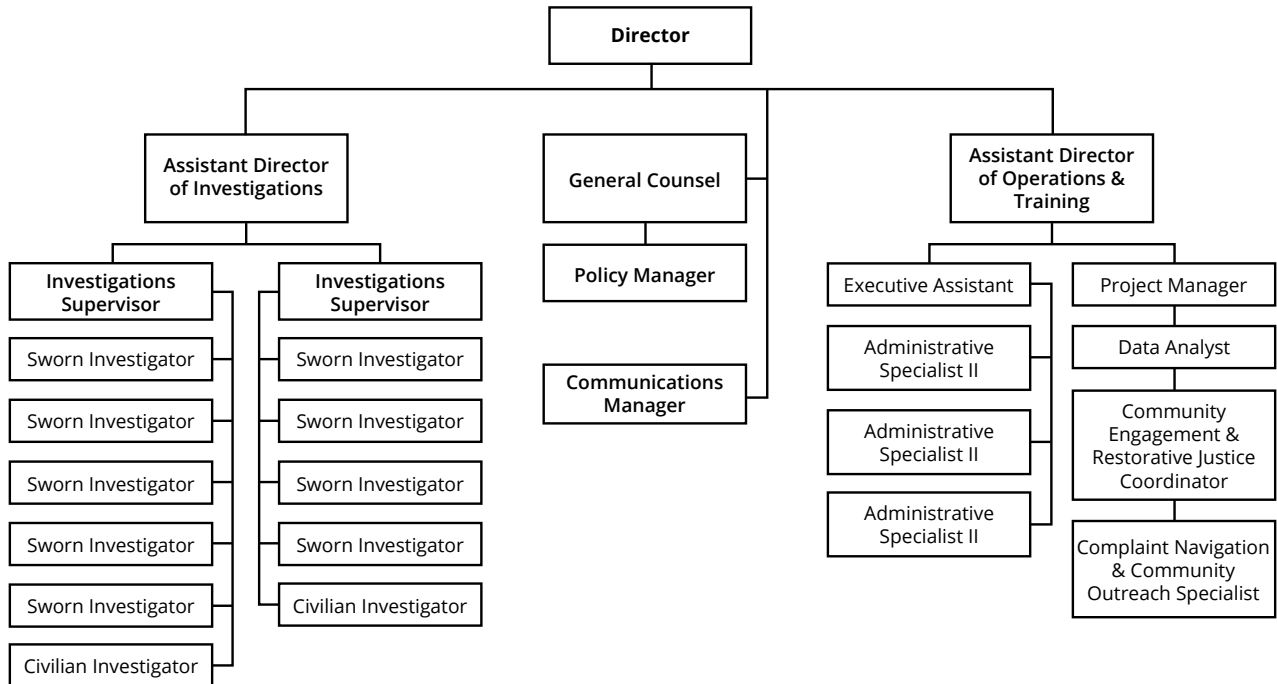 Director
Assistant Director
of Investigations
General Counsel
Assistant Director
of Operations &
Training
Policy Manager
Communications
Manager
Investigations
Supervisor
Sworn Investigator
Sworn Investigator
Sworn Investigator
Sworn Investigator
Sworn Investigator
Civilian Investigator
Investigations
Supervisor
Sworn Investigator
Sworn Investigator
Sworn Investigator
Sworn Investigator
Civilian Investigator
Executive Assistant
Administrative
Specialist II
Administrative
Specialist II
Administrative
Specialist II
Project Manager
Data Analyst
Community
Engagement &
Restorative Justice
Coordinator
Complaint Navigation
& Community
Outreach Specialist